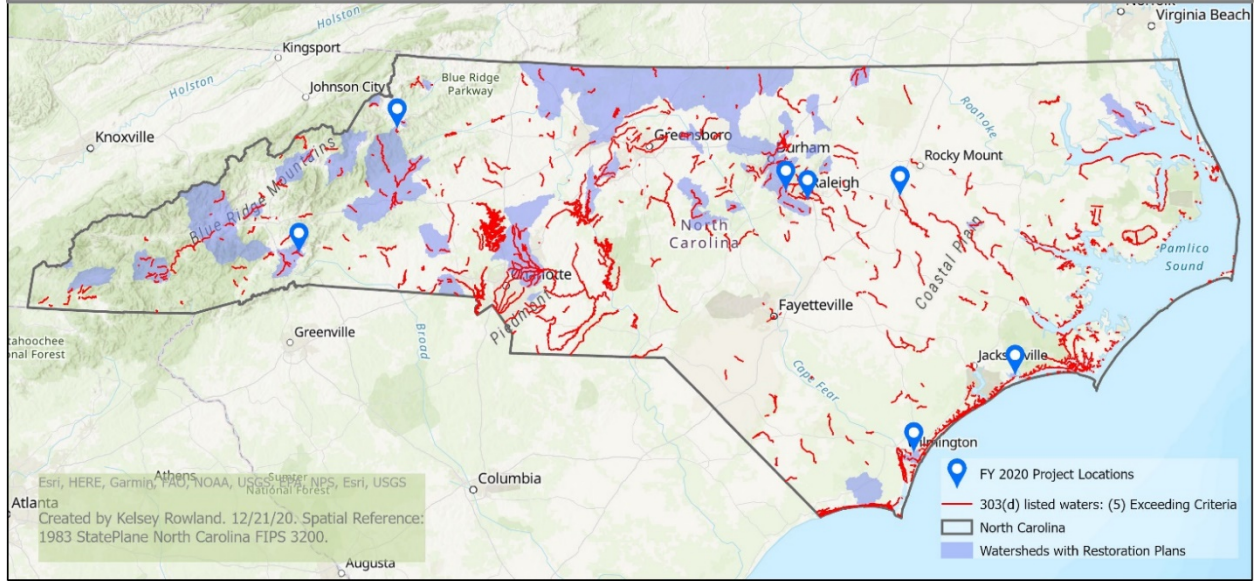 Norfolk
Virginia Beach
Holston
Kingsport
Johnson City
Blue Ridge
Parkway
Holston
Knoxville
Roanoke
Greensboro
Durham
Rocky Mount
Raleigh
Blue Ridge Mountains
North
Carolina
Coastal Plain
Pamlico
Sound
Charlotte
Piedmont
Fayetteville
Greenville
Broad
tahoochee
onal Forest
Jacksonville
Cape Fear
Wilmington
Columbia
Athens
Sumter
National Forest
Atlanta
Augusta
Esri, HERE, Garmin, FAO, NOAA, USGS, EPA, NPS, Esri, USGS
Created by Kelsey Rowland. 12/21/20. Spatial Reference:
1983 StatePlane North Carolina FIPS 3200.
FY 2020 Project Locations
303(d) listed waters: (5) Exceeding Criteria
North Carolina
Watersheds with Restoration Plans